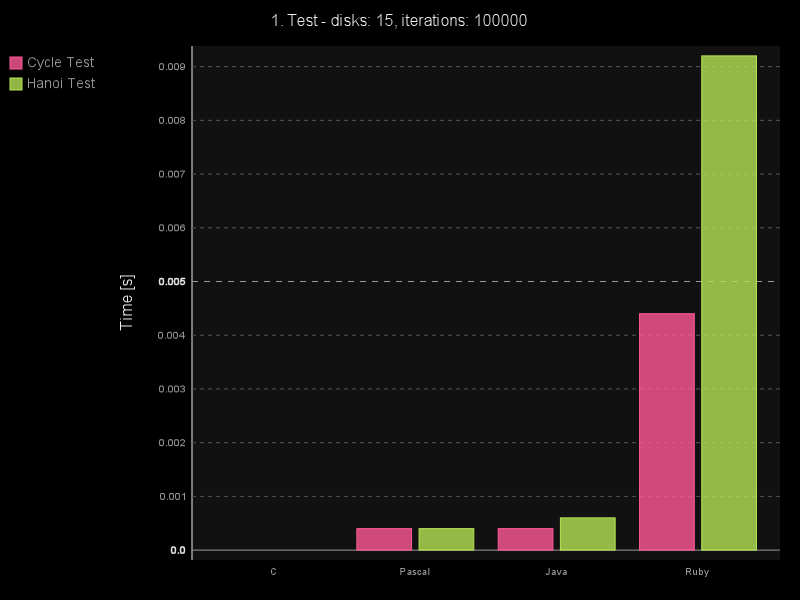 1. Test - disks: 15, iterations: 100000
Cycle Test
Hanoi Test
0.009
0.008
0.007
0.006
0.005
0.004
0.003
0.002
0.001
0.0
Time [s]
C
Pascal
Java
Ruby